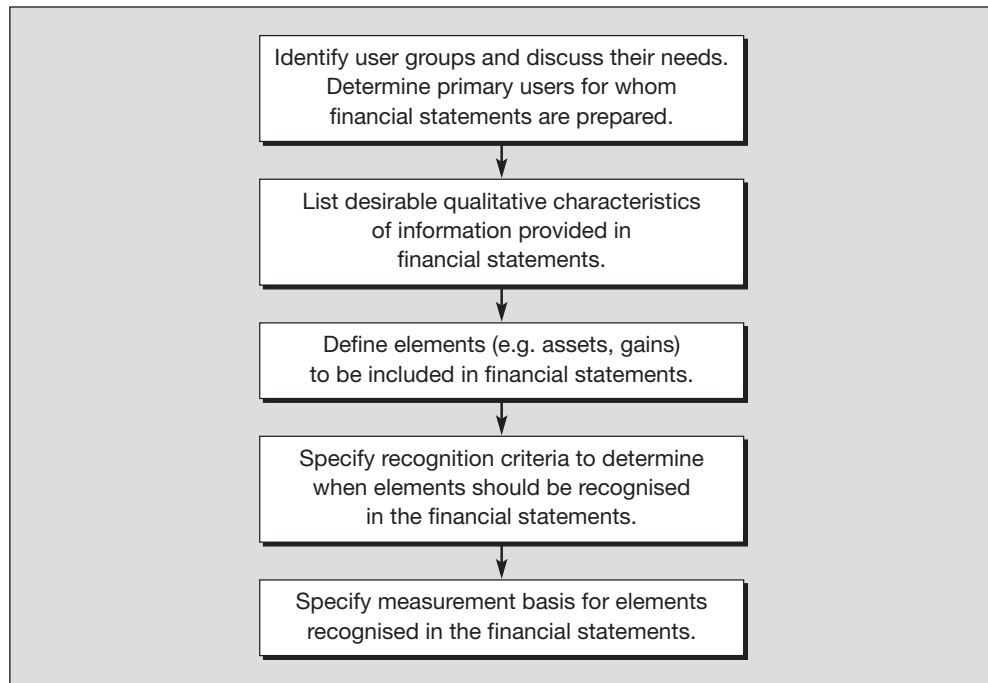 Identify user groups and discuss their needs.
Determine primary users for whom
financial statements are prepared.
List desirable qualitative characteristics
of information provided in
financial statements.
Define elements (e.g. assets, gains)
to be included in financial statements.
Specify recognition criteria to determine
when elements should be recognised
in the financial statements.
Specify measurement basis for elements
recognised in the financial statements.